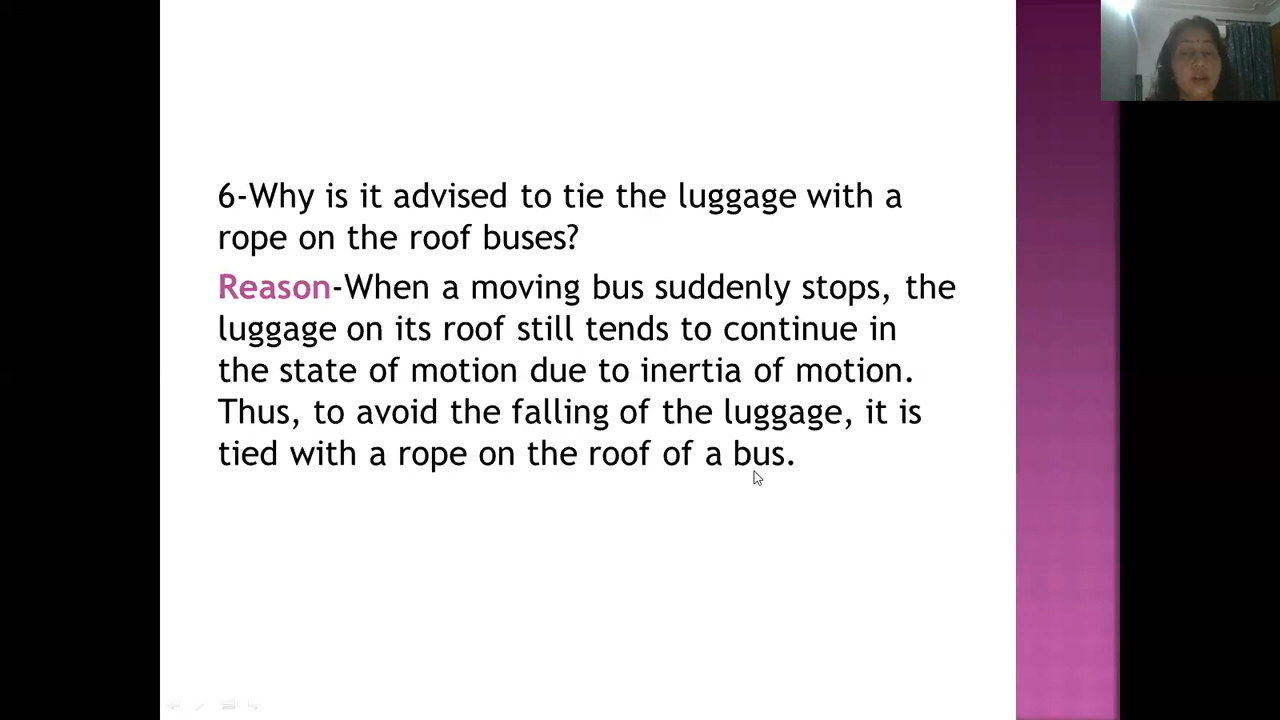 6-Why is it advised to tie the luggage with a
rope on the roof buses?
Reason-When a moving bus suddenly stops, the
luggage on its roof still tends to continue in
the state of motion due to inertia of motion.
Thus, to avoid the falling of the luggage, it is
tied with a rope on the roof of a bus.